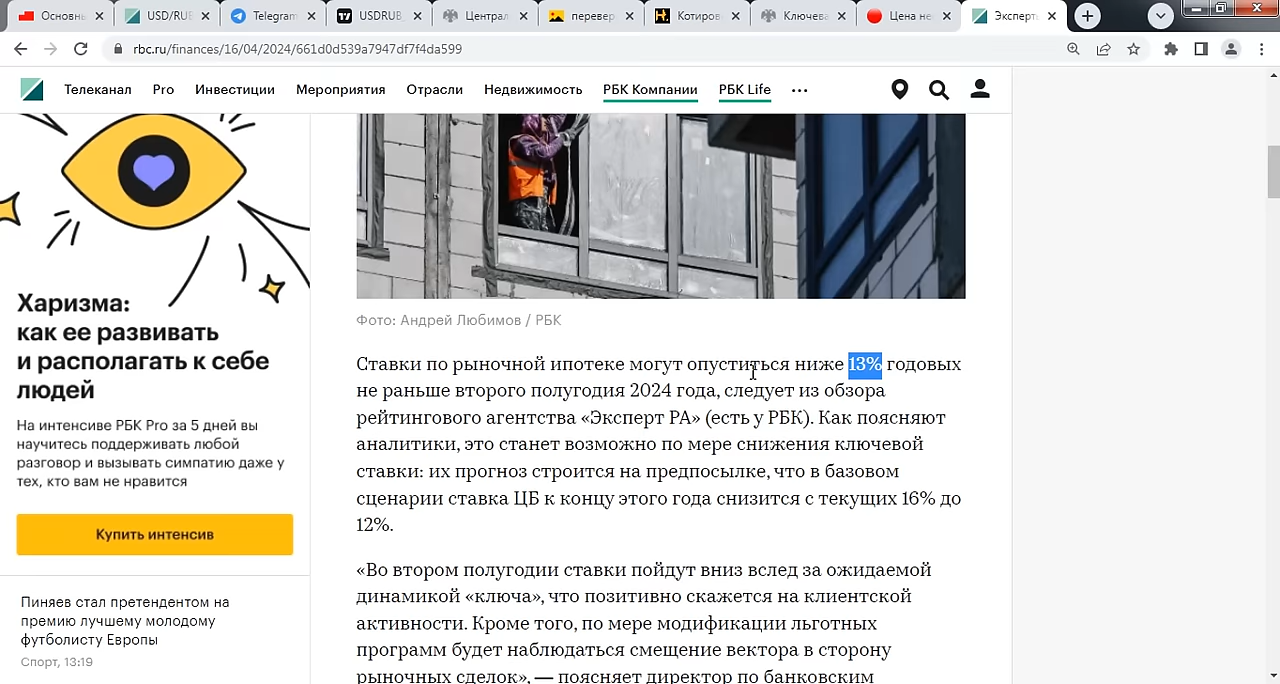 Основн
USD/RUE
Telegram
USDRUB
Централ
перевер
Котиров
Ключева
Цена не
Эксперт
rbc.ru/finances/16/04/2024/661d0d539a7947df7f4da599
Телеканал Pro Инвестиции Мероприятия Отрасли Недвижимость РБК Компании РБК Life ...
Харизма:
как ее развивать
и располагать к себе
людей
На интенсиве РБК Pro за 5 дней вы
научитесь поддерживать любой
разговор и вызывать симпатию даже у
тех, кто вам не нравится
Купить интенсив
Пиняев стал претендентом на
премию лучшему молодому
футболисту Европы
Спорт, 13:19
Фото: Андрей Любимов / РБК
Ставки по рыночной ипотеке могут опуститься ниже 13% годовых
не раньше второго полугодия 2024 года, следует из обзора
рейтингового агентства «Эксперт РА» (есть у РБК). Как поясняют
аналитики, это станет возможно по мере снижения ключевой
ставки: их прогноз строится на предпосылке, что в базовом
сценарии ставка ЦБ к концу этого года снизится с текущих 16% до
12%.
«Во втором полугодии ставки пойдут вниз вслед за ожидаемой
динамикой «ключа», что позитивно скажется на клиентской
активности. Кроме того, по мере модификации льготных
программ будет наблюдаться смещение вектора в сторону
рыночных сделок», — поясняет директор по банковским